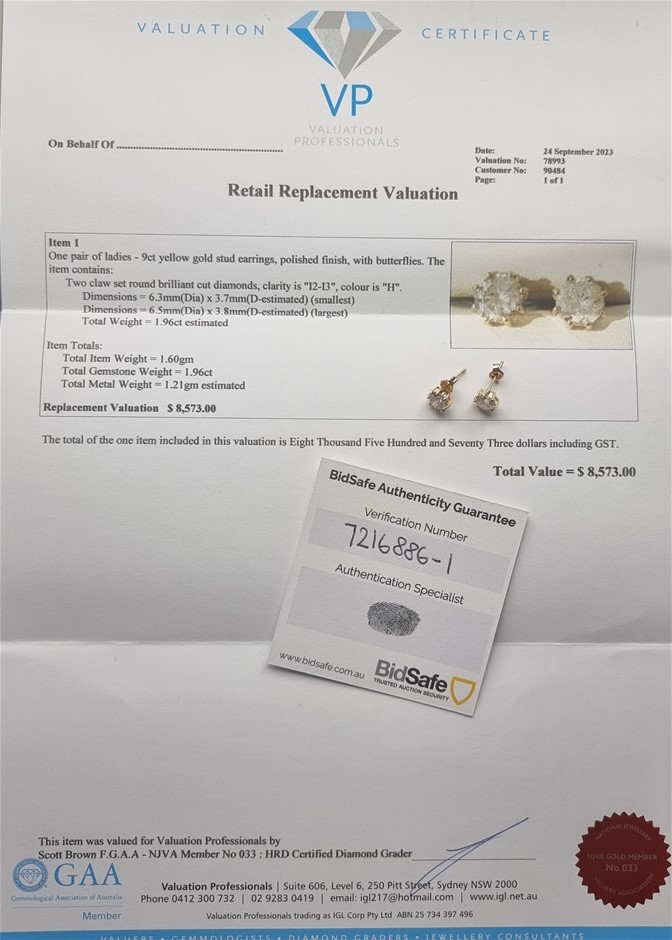 VALUATION CERTIFICATE
VP
VALUATION
PROFESSIONALS
On Behalf Of
Date: 24 September 2023
Valuation No: 78993
Customer No: 90484
Page: 1 of 1
Retail Replacement Valuation
Item 1
One pair of ladies - 9ct yellow gold stud earrings, polished finish, with butterflies. The
item contains:
Two claw set round brilliant cut diamonds, clarity is "I2-I3", colour is "H".
Dimensions = 6.3mm(Dia) x 3.7mm(D-estimated) (smallest)
Dimensions = 6.5mm(Dia) x 3.8mm(D-estimated) (largest)
Total Weight = 1.96ct estimated
Item Totals:
Total Item Weight = 1.60gm
Total Gemstone Weight = 1.96ct
Total Metal Weight = 1.21gm estimated
Replacement Valuation $ 8,573.00
The total of the one item included in this valuation is Eight Thousand Five Hundred and Seventy Three dollars including GST.
Total Value = $ 8,573.00
BidSafe Authenticity Guarantee
Verification Number
7216886-1
Authentication Specialist
www.bidsafe.com.au
BidSafe
TRUSTED AUCTION SECURITY
This item was valued for Valuation Professionals by
Scott Brown F.G.A.A - NJVA Member No 033 : HRD Certified Diamond Grader
GAA
Gemmological Association of Australia
Member
Valuation Professionals | Suite 606, Level 6, 250 Pitt Street, Sydney NSW 2000
Phone 0412 300 732 | 02 9283 0419 | email: igl217@hotmail.com | www.igl.net.au
Valuation Professionals trading as IGL Corp Pty Ltd ABN 25 734 397 496
NATIONAL JEWELLERY
NJVA GOLD MEMBER
No 033
VALUERS ASSOCIATION
VALUERS • GEMMOLOGISTS • DIAMOND GRADERS • JEWELLERY CONSULTANTS